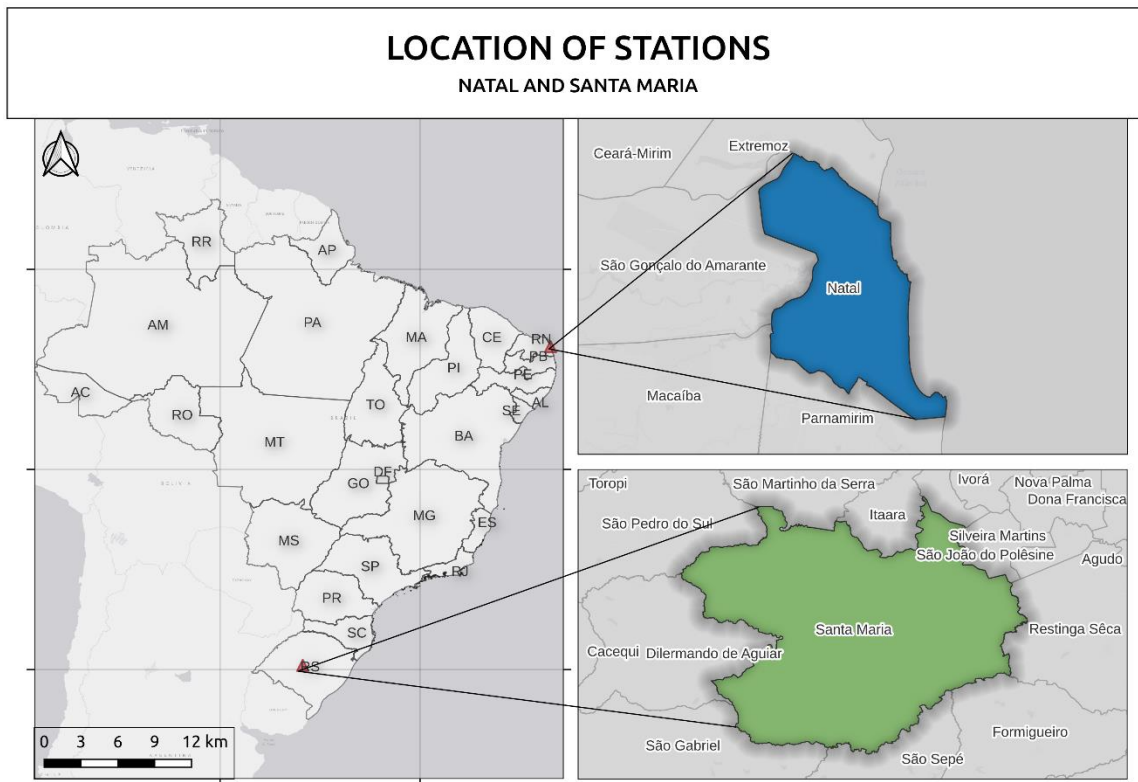 LOCATION OF STATIONS
NATAL AND SANTA MARIA
RR
AP
AM
PA
MA
CE
RN
PB
PI
PE
AC
TO
AL
RO
SE
MT
BA
DF
GO
MG
ES
MS
SP
RJ
PR
SC
RS
BOLIVIA
0 3 6 9 12 km
Extremoz
Ceará-Mirim
São Gonçalo do Amarante
Natal
Macaíba
Parnamirim
Toropi
São Martinho da Serra
Ivorá
Nova Palma
Dona Francisca
Itaara
São Pedro do Sul
Silveira Martins
São João do Polêsine
Agudo
Santa Maria
Restinga Sêca
Cacequi
Dilermando de Aguiar
São Gabriel
Formigueiro
São Sepé